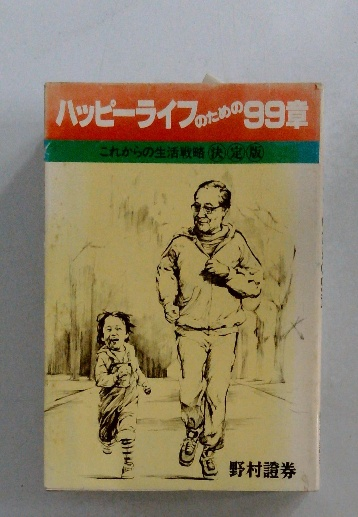 ハッピーライフのための99章
これからの生活戦略 決定版
野村證券